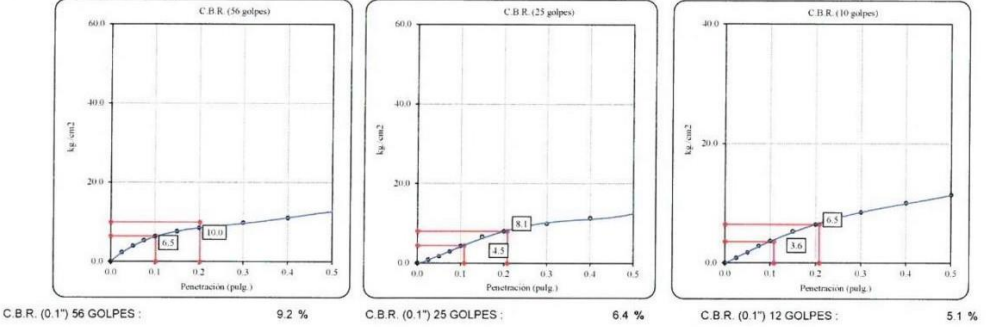 C.B.R. (56 golpes)
60.0
40.0
20.0
0.0
kg./cm2
6.5
10.0
0.0
0.1
0.2
0.3
0.4
0.5
Penetración (pulg.)
C.B.R. (0.1") 56 GOLPES : 9.2 %
C.B.R. (25 golpes)
60.0
40.0
20.0
0.0
kg./cm2
8.1
4.5
0.0
0.1
0.2
0.3
0.4
0.5
Penetración (pulg.)
C.B.R. (0.1") 25 GOLPES : 6.4 %
C.B.R. (10 golpes)
40.0
20.0
0.0
kg./cm2
6.5
3.6
0.0
0.1
0.2
0.3
0.4
0.5
Penetración (pulg.)
C.B.R. (0.1") 12 GOLPES : 5.1 %